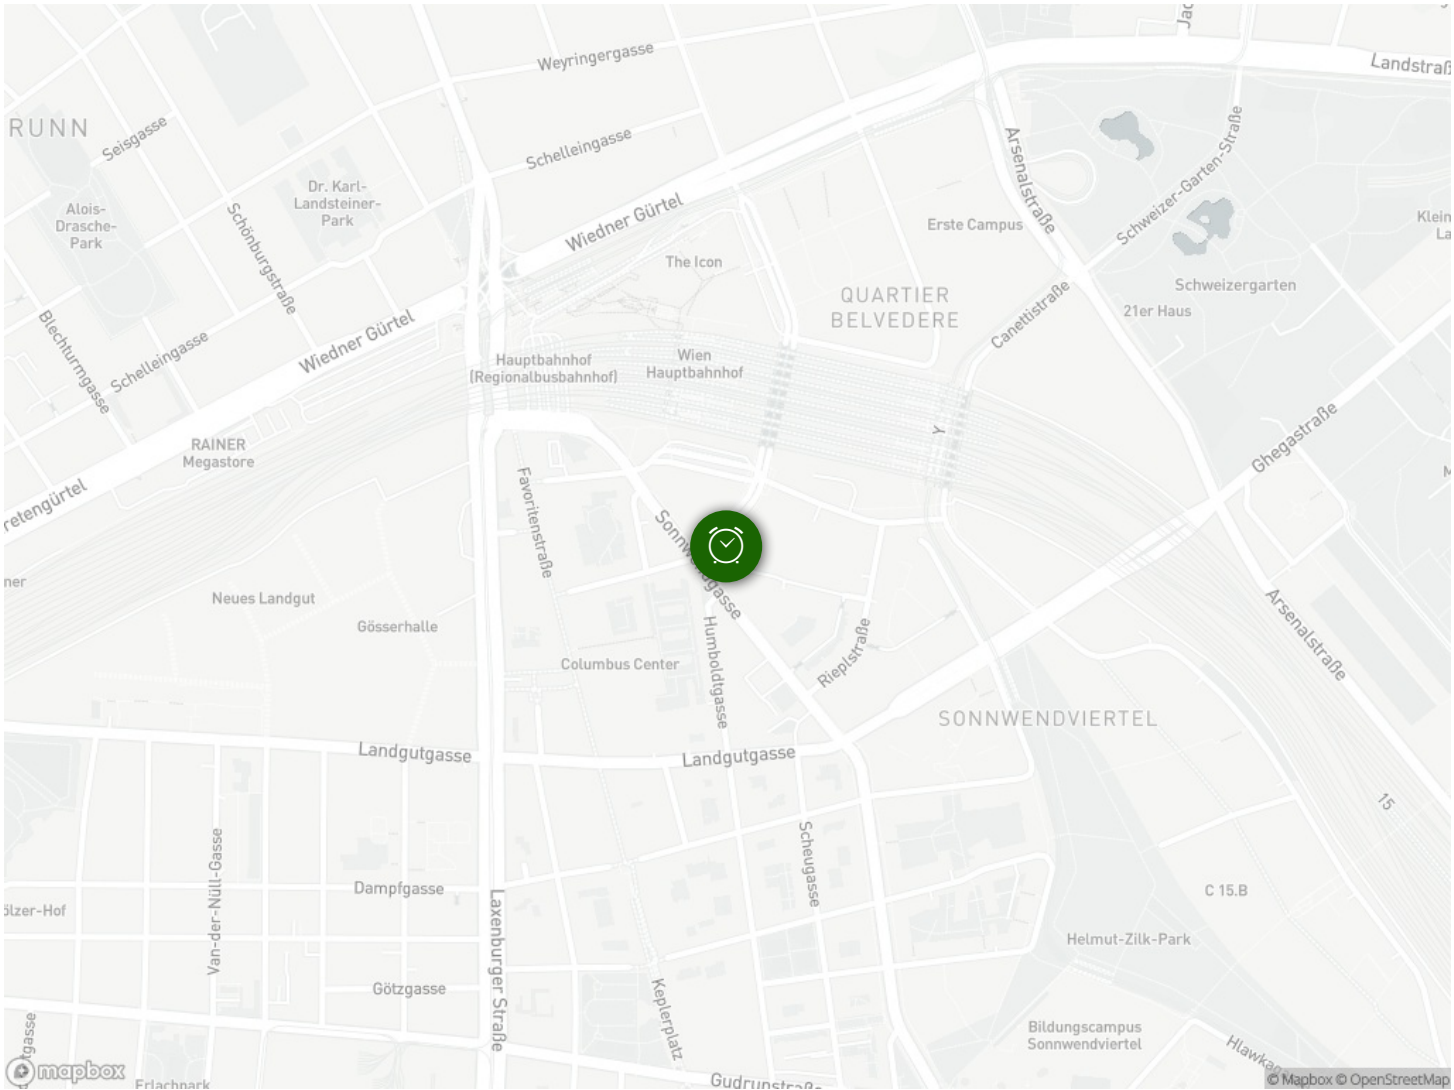 Weyringergasse
Landstraß
RUNN
Seisgasse
Schelleingasse
Arsenalstraße
Schweizer-Garten-Straße
Dr. Karl-
Landsteiner-
Park
Alois-
Drasche-
Park
Schönburgstraße
Wiedner Gürtel
Erste Campus
Klein
La
The Icon
QUARTIER
BELVEDERE
Schweizergarten
21er Haus
Canettistraße
Blechturmgasse
Schelleingasse
Wiedner Gürtel
Hauptbahnhof
(Regionalbusbahnhof)
Wien
Hauptbahnhof
Y
Ghegastraße
RAINER
Megastore
retengürtel
Favoritenstraße
Sonnwendgasse
ner
Neues Landgut
Gösserhalle
Humboldtgasse
Columbus Center
Rieplstraße
Arsenalstraße
SONNWENDVIERTEL
Landgutgasse
Landgutgasse
15
Van-der-Nüll-Gasse
Scheugasse
Dampfgasse
C 15.B
ölzer-Hof
Laxenburger Straße
Helmut-Zilk-Park
Götzgasse
Keplerplatz
Bildungscampus
Sonnwendviertel
tgasse
mapbox
Erlachpark
Gudrunstraße
© Mapbox © OpenStreetMap